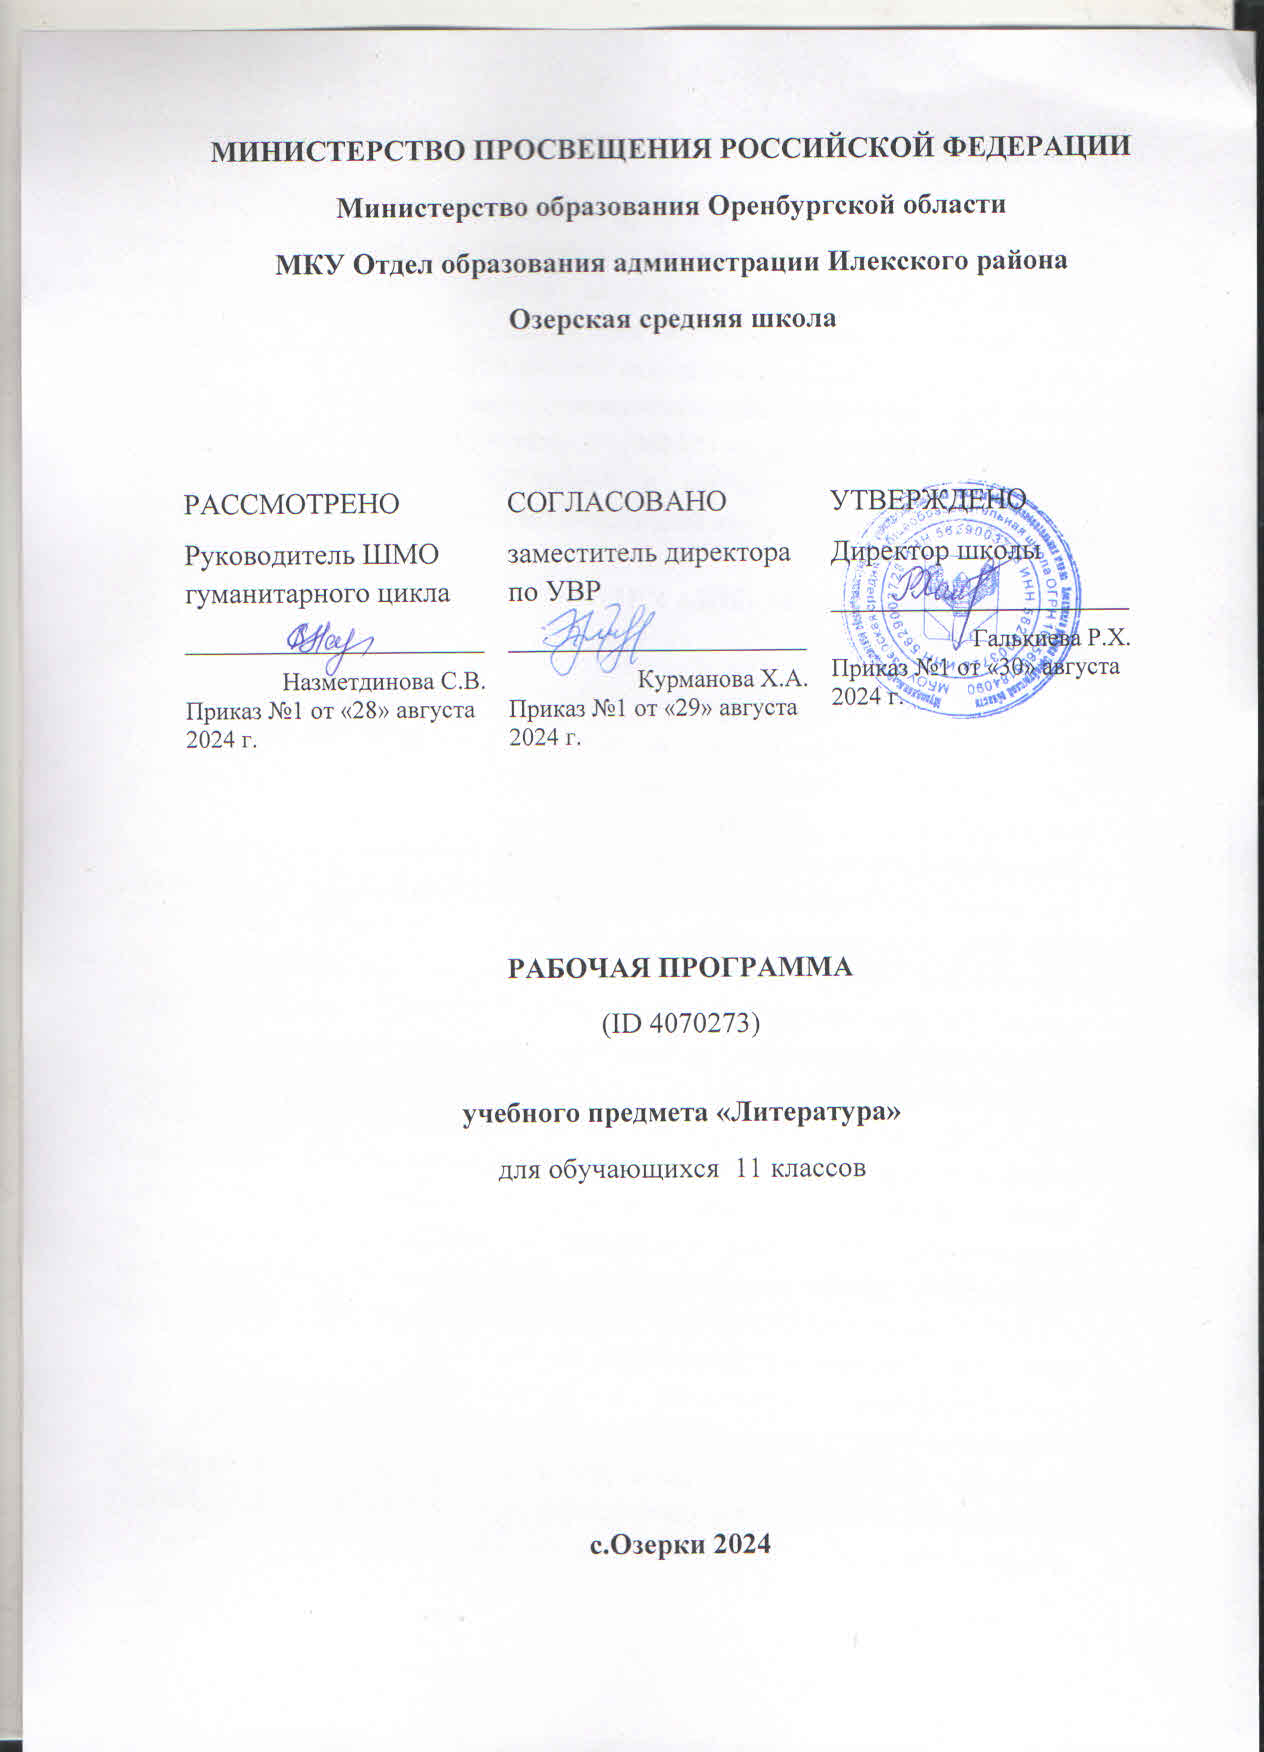 МИНИСТЕРСТВО ПРОСВЕЩЕНИЯ РОССИЙСКОЙ ФЕДЕРАЦИИ
Министерство образования Оренбургской области
МКУ Отдел образования администрации Илекского района
Озерская средняя школа
РАССМОТРЕНО
Руководитель ШМО
гуманитарного цикла
Назметдинова С.В.
Приказ №1 от «28» августа
2024 г.
СОГЛАСОВАНО
заместитель директора
по УВР
Курманова Х.А.
Приказ №1 от «29» августа
2024 г.
УТВЕРЖДЕНО
Директор школы
Галькиева Р.Х.
Приказ №1 от «30» августа
2024 г.
РАБОЧАЯ ПРОГРАММА
(ID 4070273)
учебного предмета «Литература»
для обучающихся 11 классов
с.Озерки 2024